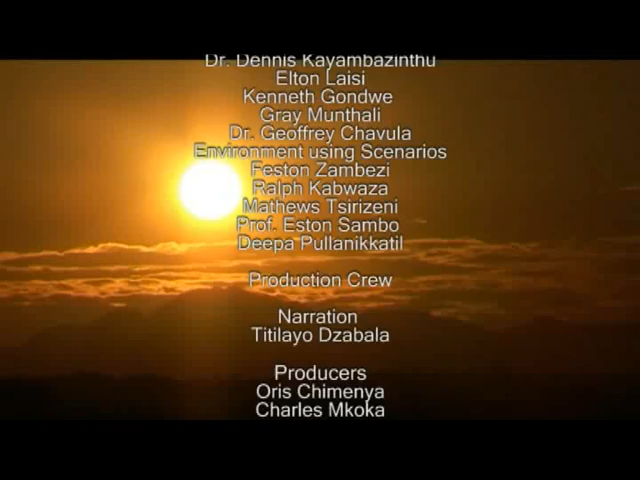 Dr. Dennis Kayambazinthu
Elton Laisi
Kenneth Gondwe
Gray Munthali
Dr. Geoffrey Chavula
Environment using Scenarios
Feston Zambezi
Ralph Kabwaza
Mathews Tsirizeni
Prof. Eston Sambo
Deepa Pullanikkatil
Production Crew
Narration
Titilayo Dzabala
Producers
Oris Chimenya
Charles Mkoka